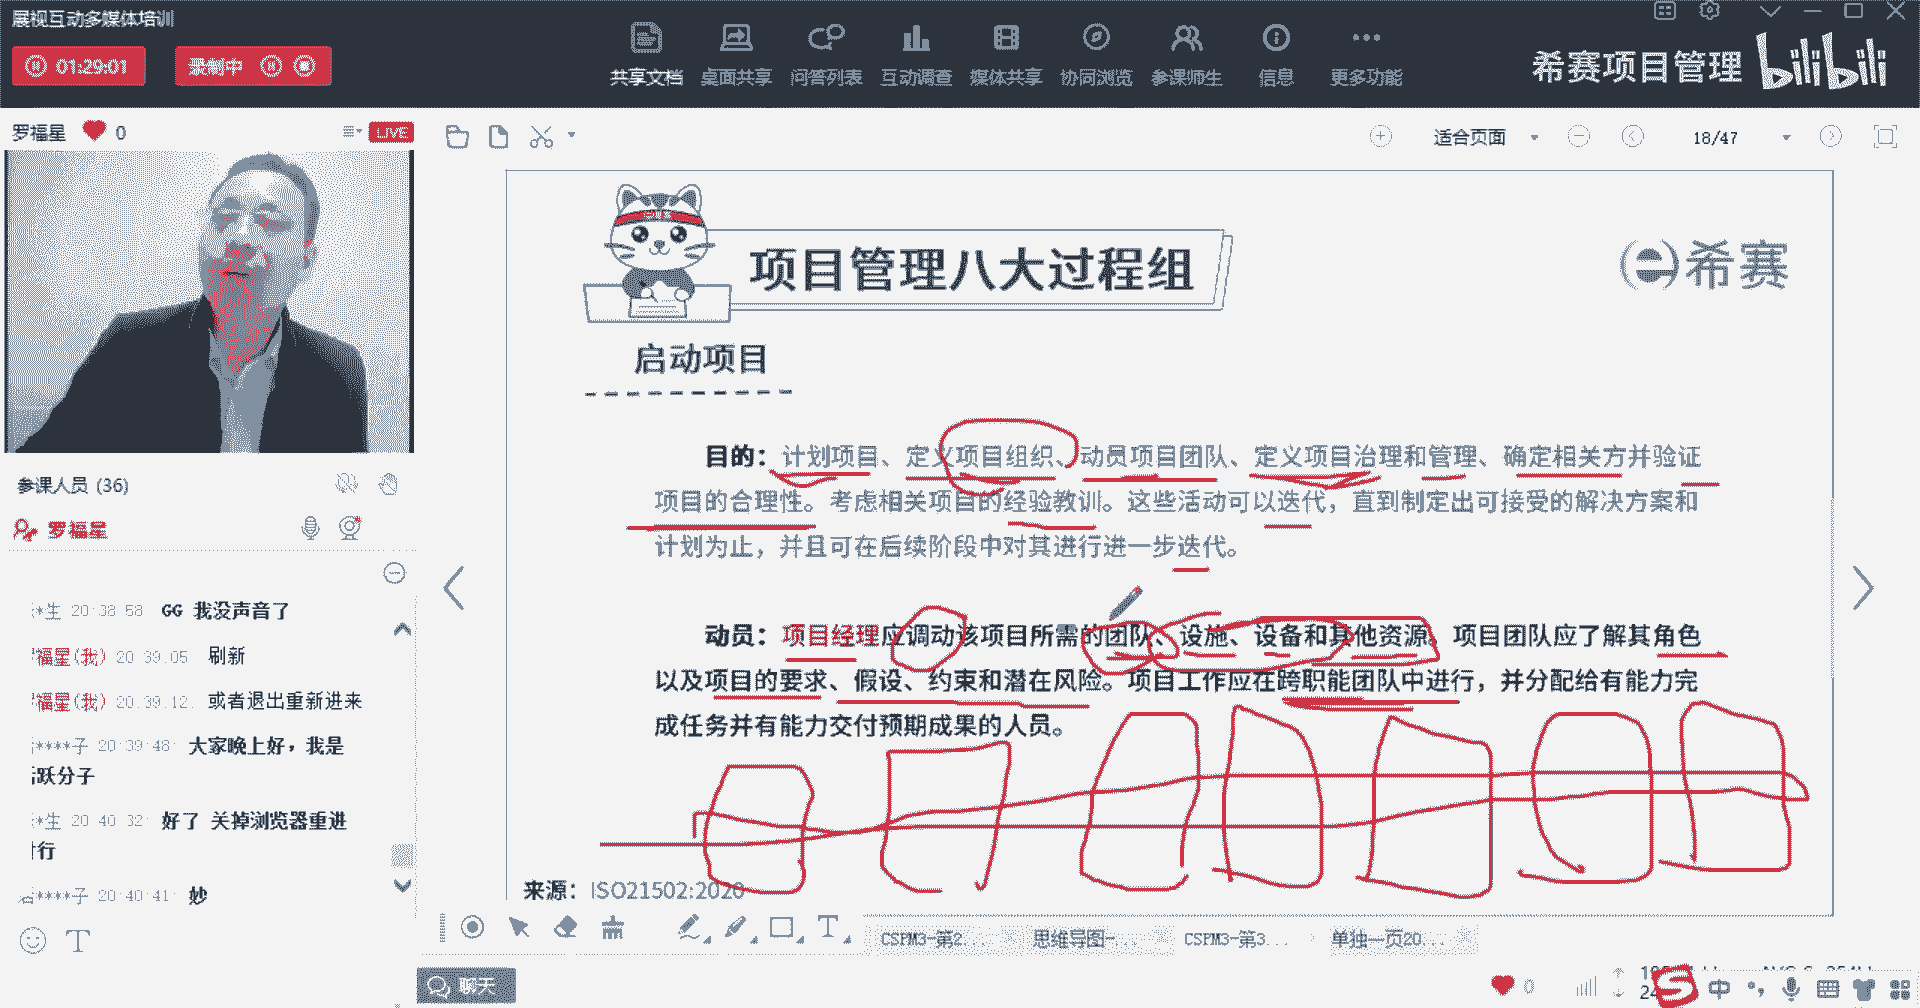 展视互动多媒体培训
01:29:01
录制中
共享文档 桌面共享 问答列表 互动调查 媒体共享 协同浏览 参课师生 信息 更多功能
希赛项目管理 bilibili
罗福星 0
LIVE
适合页面
18/47
项目管理八大过程组
希赛
启动项目
目的：计划项目、定义项目组织、动员项目团队、定义项目治理和管理、确定相关方并验证
项目的合理性。考虑相关项目的经验教训。这些活动可以迭代，直到制定出可接受的解决方案和
计划为止，并且可在后续阶段中对其进行进一步迭代。
动员：项目经理应调动该项目所需的团队、设施、设备和其他资源。项目团队应了解其角色
以及项目的要求、假设、约束和潜在风险。项目工作应在跨职能团队中进行，并分配给有能力完
成任务并有能力交付预期成果的人员。
来源：ISO21502:2020
参课人员 (36)
罗福星
生 20:38:58 GG 我没声音了
福星(我) 20:39:05 刷新
福星(我) 20:39:12 或者退出重新进来
****子 20:39:48 大家晚上好，我是
跃分子
生 20:40:32 好了 关掉浏览器重进
行
****子 20:40:41 妙
T
T
CSPM3-第2... 思维导图-... CSPM3-第3... 单独一页20...
聊天
0
中